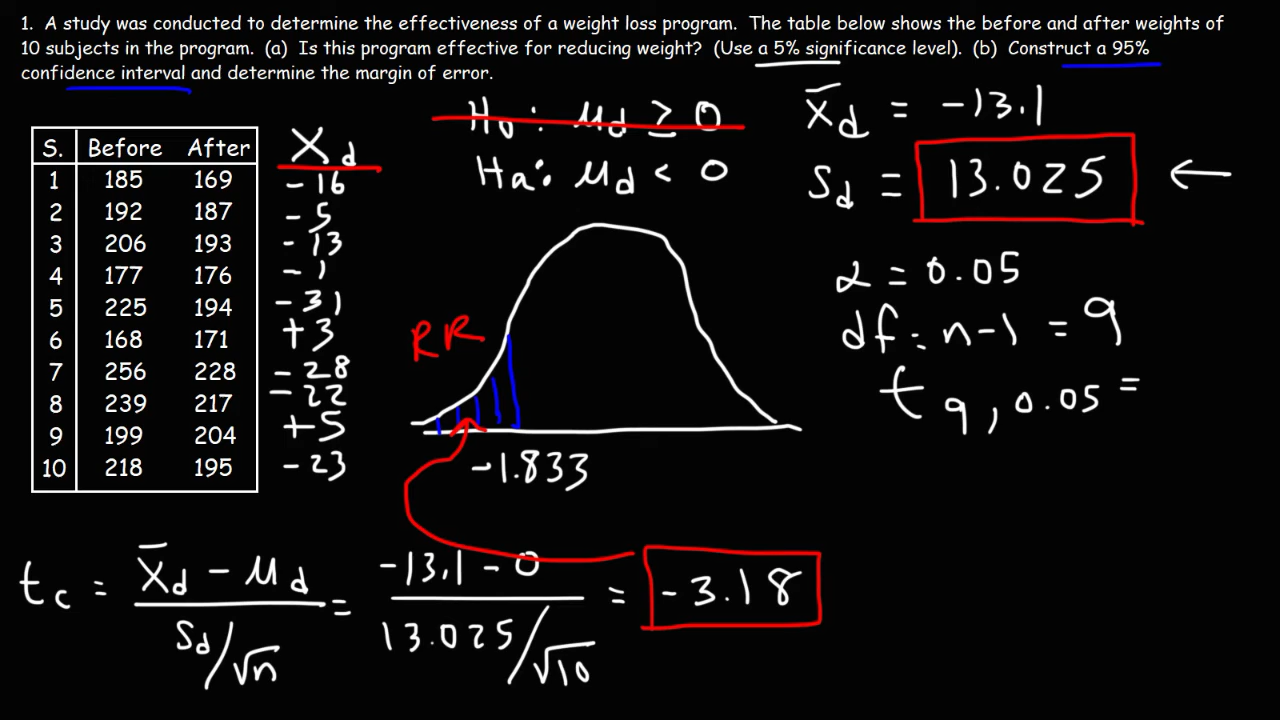 1. A study was conducted to determine the effectiveness of a weight loss program. The table below shows the before and after weights of
10 subjects in the program. (a) Is this program effective for reducing weight? (Use a 5% significance level). (b) Construct a 95%
confidence interval and determine the margin of error.
S. Before After X̄d
1 185 169 -16
2 192 187 -5
3 206 193 -13
4 177 176 -1
5 225 194 -31
6 168 171 +3
7 256 228 -28
8 239 217 -22
9 199 204 +5
10 218 195 -23
H₀: μd ≥ 0
Ha: μd < 0
RR
-1.833
x̄d = -13.1
sd = 13.025 ←
α = 0.05
df = n-1 = 9
t 9, 0.05 =
tc = x̄d - μd / sd/√n = -13.1 - 0 / 13.025/√10 = -3.18